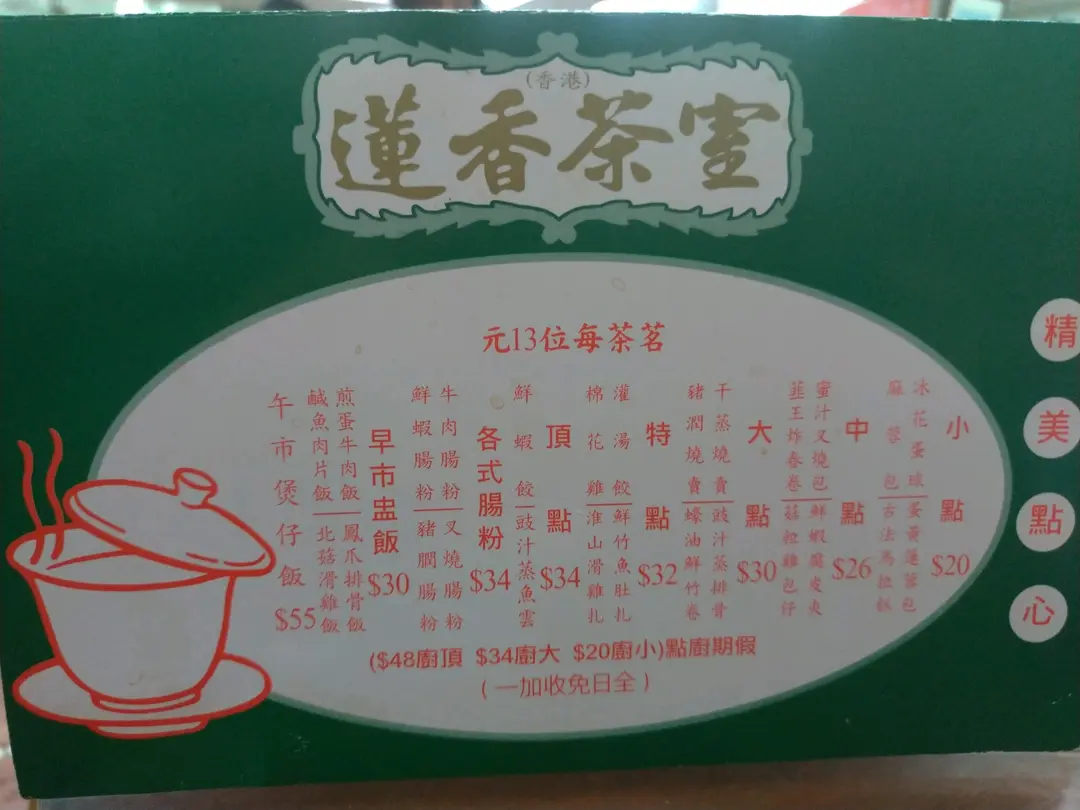 (香港)
蓮香茶室
精美點心
茗茶每位13元
小點 $20
冰花蛋球
麻蓉包
蛋黃蓮蓉包
古法馬拉糕
中點 $26
蜜汁叉燒包
韮王炸春卷
鮮蝦腐皮夾
菇粒雞包仔
大點 $30
干蒸燒賣
豬潤燒賣
豉汁蒸排骨
蠔油鮮竹卷
特點 $32
灌湯餃
棉花雞
鮮竹魚肚扎
淮山滑雞扎
頂點 $34
鮮蝦餃
豉汁蒸魚雲
各式腸粉 $34
牛肉腸粉
鮮蝦腸粉
叉燒腸粉
豬膶腸粉
早市盅飯 $30
煎蛋牛肉飯
鹹魚肉片飯
鳳爪排骨飯
北菇滑雞飯
午市煲仔飯 $55
假期廚點(小廚$20 大廚$34 頂廚$48)
(全日免收加一)